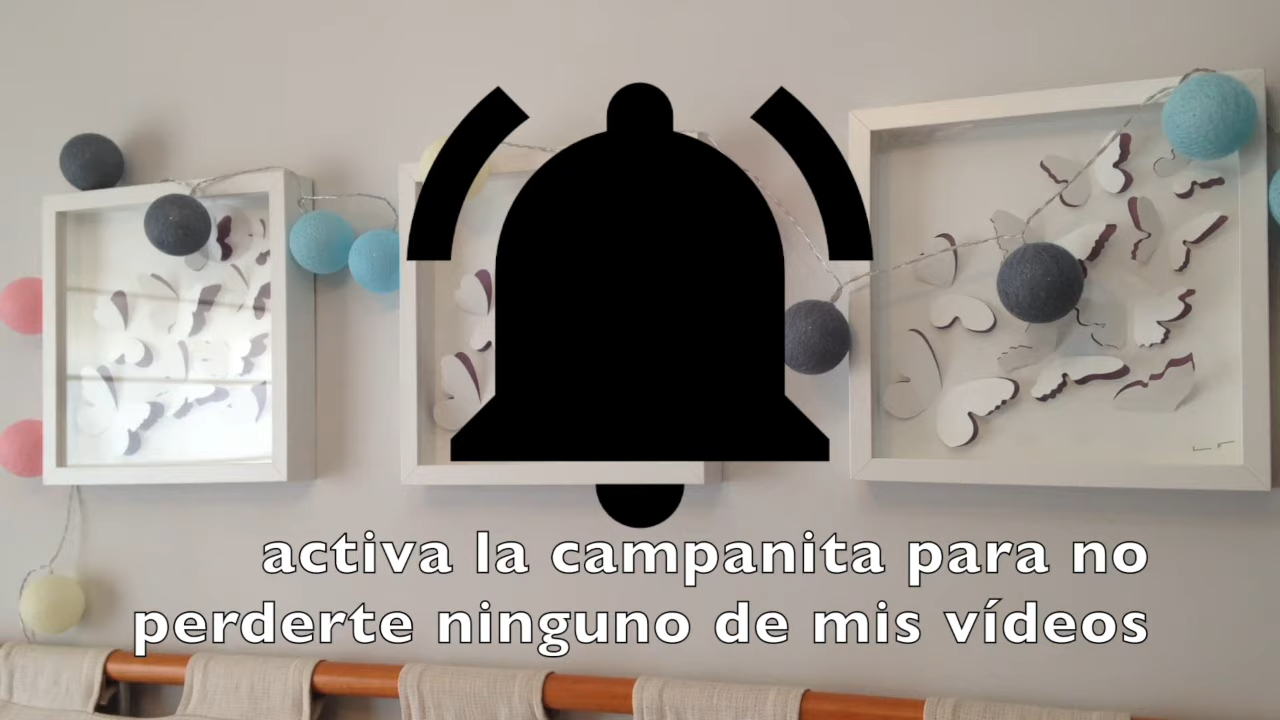 activa la campanita para no
perderte ninguno de mis vídeos